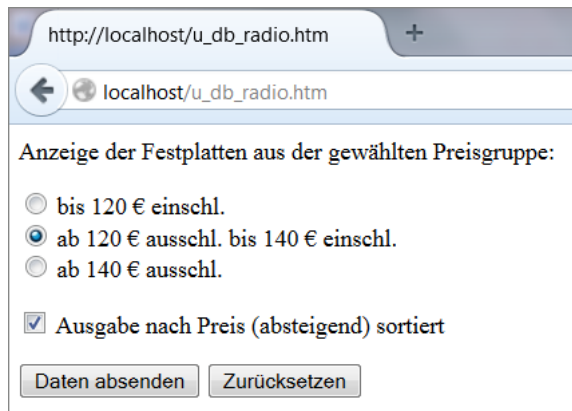 http://localhost/u_db_radio.htm +
localhost/u_db_radio.htm
Anzeige der Festplatten aus der gewählten Preisgruppe:
bis 120 € einschl.
ab 120 € ausschl. bis 140 € einschl.
ab 140 € ausschl.
Ausgabe nach Preis (absteigend) sortiert
Daten absenden Zurücksetzen